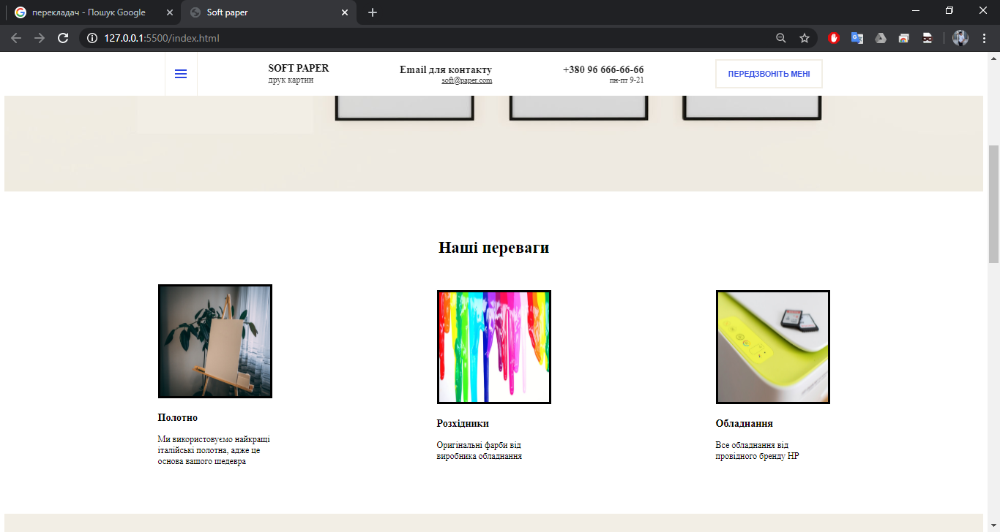 перекладач - Пошук Google
Soft paper
127.0.0.1:5500/index.html
SOFT PAPER
друк картин
Email для контакту
soft@paper.com
+380 96 666-66-66
пн-пт 9-21
ПЕРЕДЗВОНІТЬ МЕНІ
Наші переваги
Полотно
Ми використовуємо найкращі
італійські полотна, адже це
основа вашого шедевра
Розхідники
Оригінальні фарби від
виробника обладнання
Обладнання
Все обладнання від
провідного бренду HP